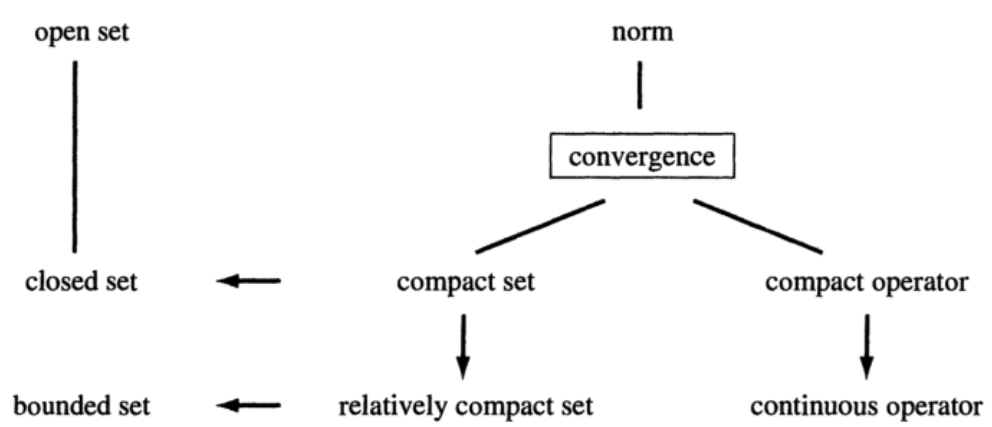 open set
norm
convergence
closed set
compact set
compact operator
bounded set
relatively compact set
continuous operator